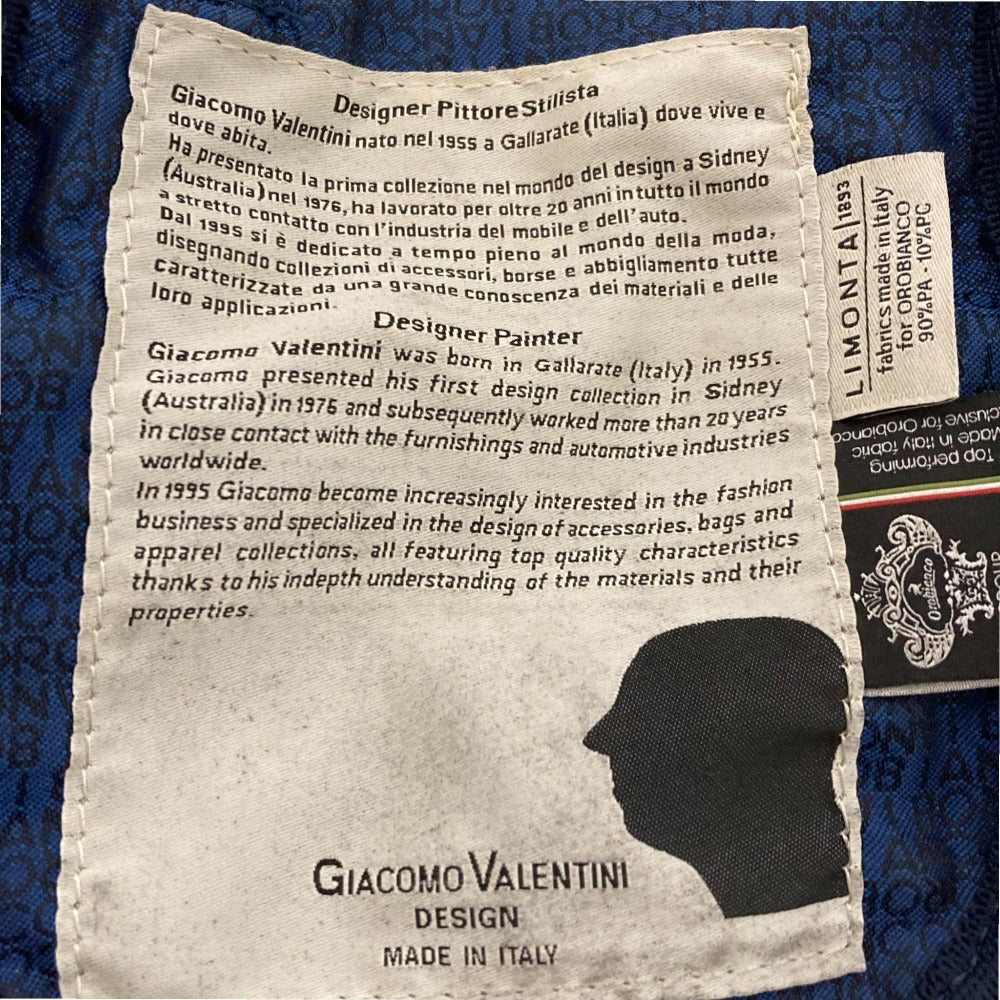 Designer PittoreStilista
Giacomo Valentini nato nel 1955 a Gallarate (Italia) dove vive e
dove abita.
Ha presentato la prima collezione nel mondo del design a Sidney
(Australia) nel 1976, ha lavorato per oltre 20 anni in tutto il mondo
a stretto contatto con l'industria del mobile e dell'auto.
Dal 1995 si è dedicato a tempo pieno al mondo della moda,
disegnando collezioni di accessori, borse e abbigliamento tutte
caratterizzate da una grande conoscenza dei materiali e delle
loro applicazioni.
Designer Painter
Giacomo Valentini was born in Gallarate (Italy) in 1955.
Giacomo presented his first design collection in Sidney
(Australia) in 1976 and subsequently worked more than 20 years
in close contact with the furnishings and automotive industries
worldwide.
In 1995 Giacomo become increasingly interested in the fashion
business and specialized in the design of accessories, bags and
apparel collections, all featuring top quality characteristics
thanks to his indepth understanding of the materials and their
properties.
GIACOMO VALENTINI
DESIGN
MADE IN ITALY
LIMONTA | 1893
fabrics made in Italy
for OROBIANCO
90%PA - 10%PC
Top performing
Made in Italy fabric
for Orobianco
Orobianco